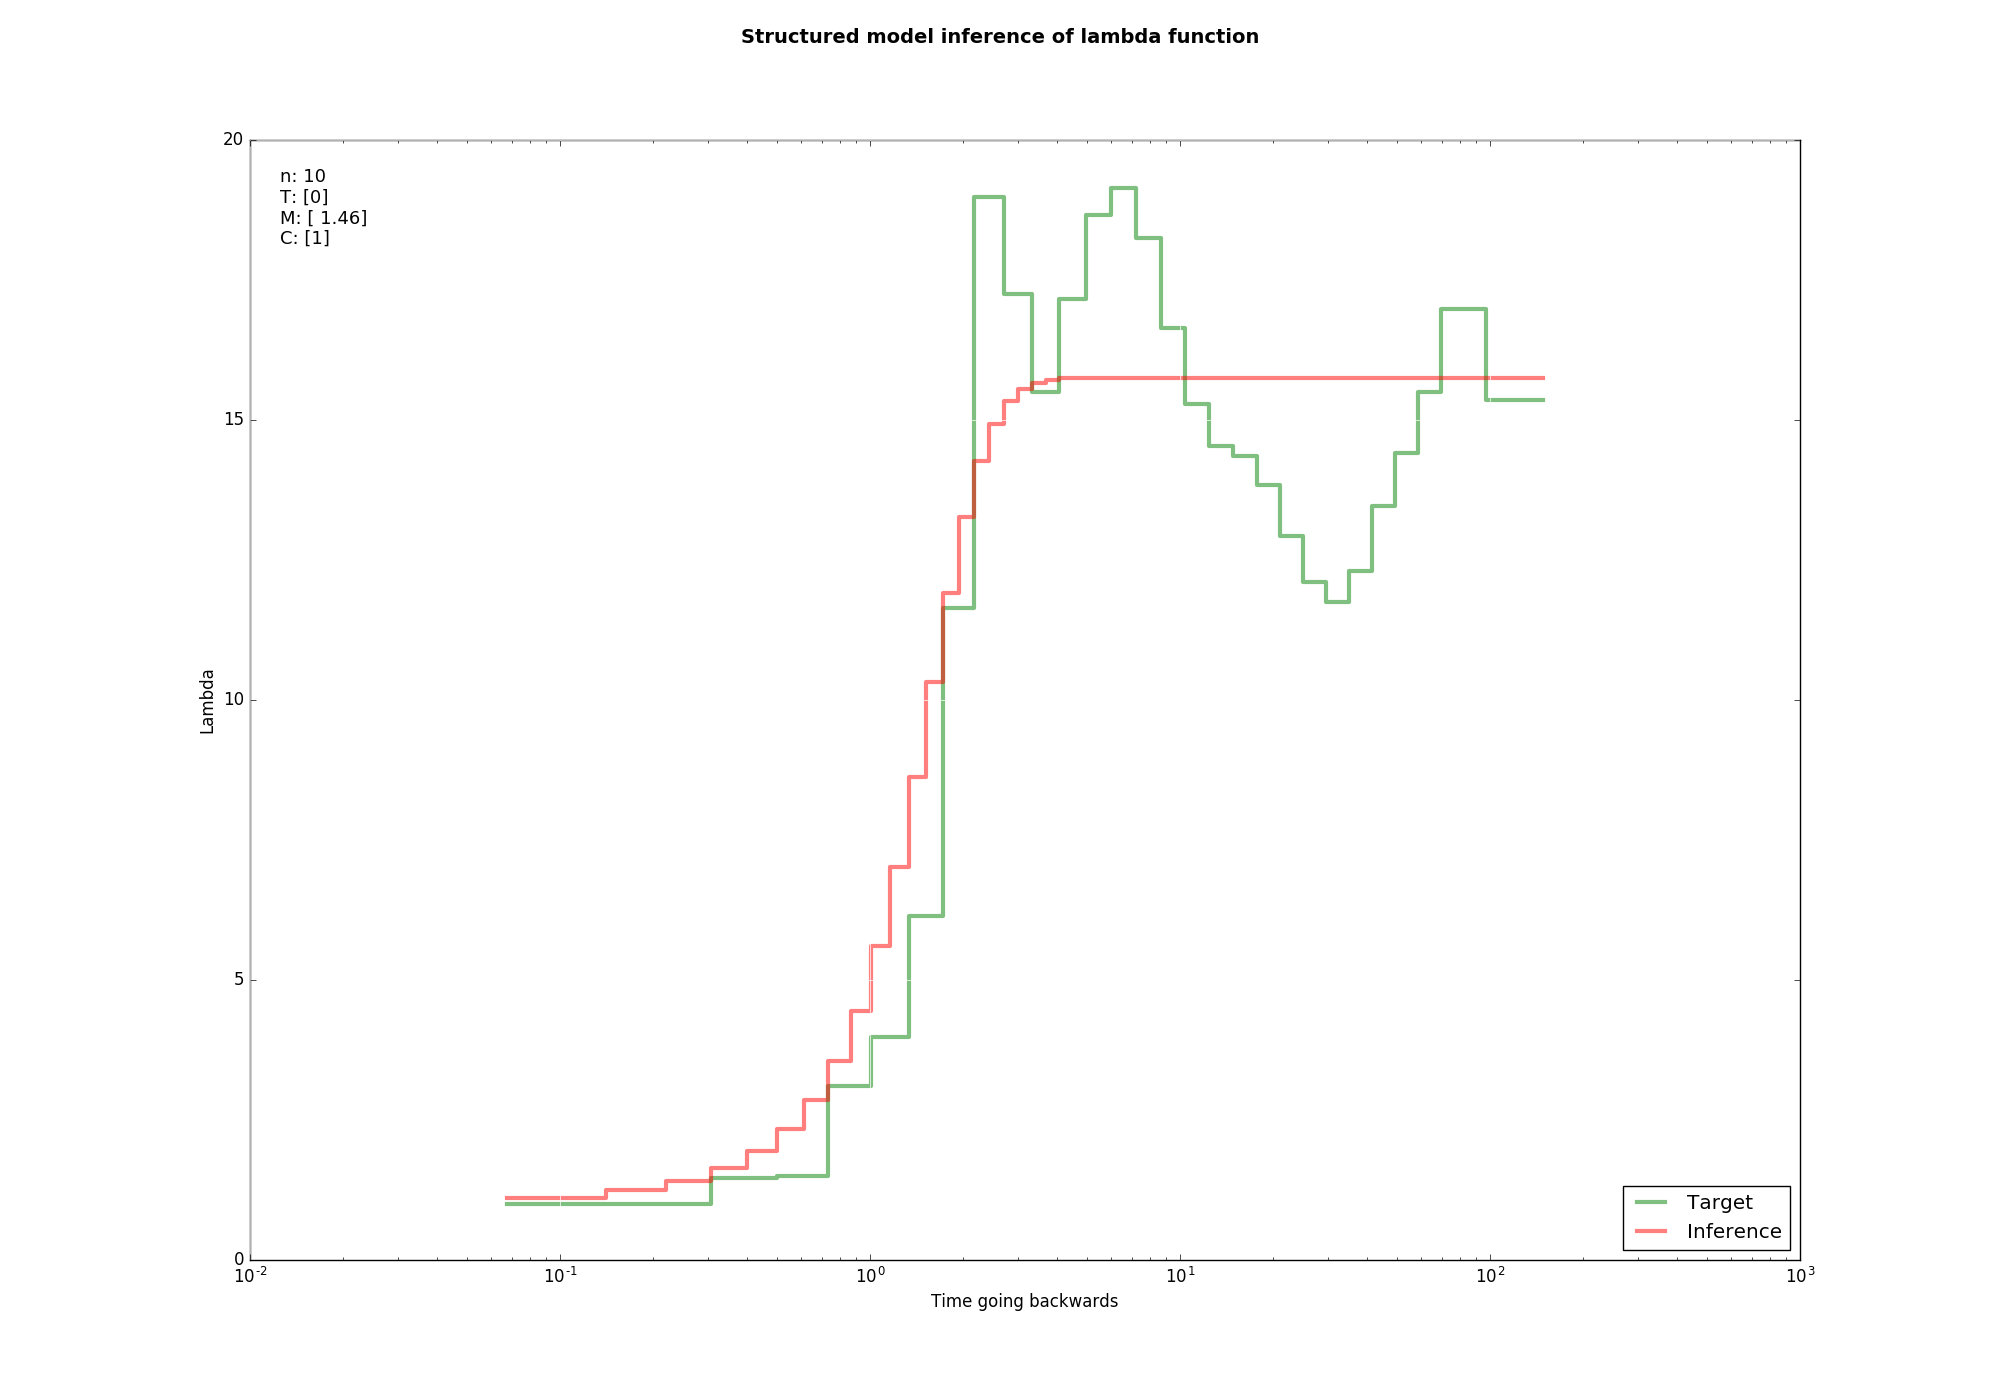 Structured model inference of lambda function
n: 10
T: [0]
M: [ 1.46]
C: [1]
20
15
10
5
0
Lambda
10^-2
10^-1
10^0
10^1
10^2
10^3
Time going backwards
Target
Inference